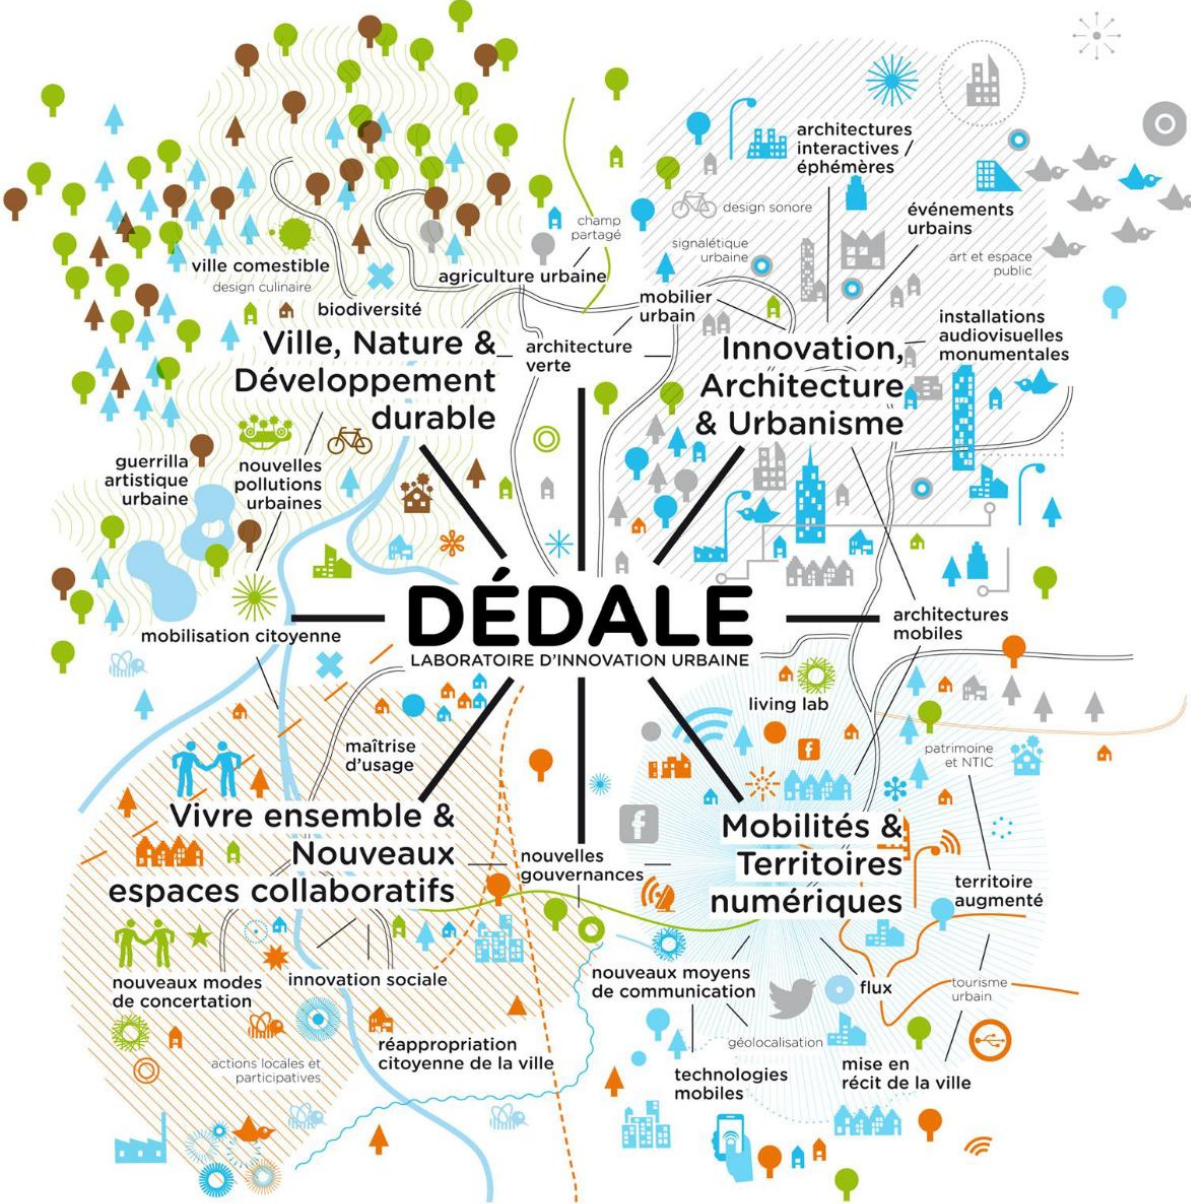 architectures
interactives /
éphémères
design sonore
événements
urbains
champ
partagé
signalétique
urbaine
art et espace
public
ville comestible
design culinaire
agriculture urbaine
biodiversité
mobilier
urbain
installations
audiovisuelles
monumentales
Ville, Nature &
Développement
durable
architecture
verte
Innovation,
Architecture
& Urbanisme
guerrilla
artistique
urbaine
nouvelles
pollutions
urbaines
DÉDALE
LABORATOIRE D'INNOVATION URBAINE
mobilisation citoyenne
architectures
mobiles
living lab
maîtrise
d'usage
patrimoine
et NTIC
Vivre ensemble &
Nouveaux
espaces collaboratifs
nouvelles
gouvernances
Mobilités &
Territoires
numériques
territoire
augmenté
nouveaux modes
de concertation
innovation sociale
nouveaux moyens
de communication
flux
tourisme
urbain
réappropriation
citoyenne de la ville
géolocalisation
actions locales et
participatives
technologies
mobiles
mise en
récit de la ville